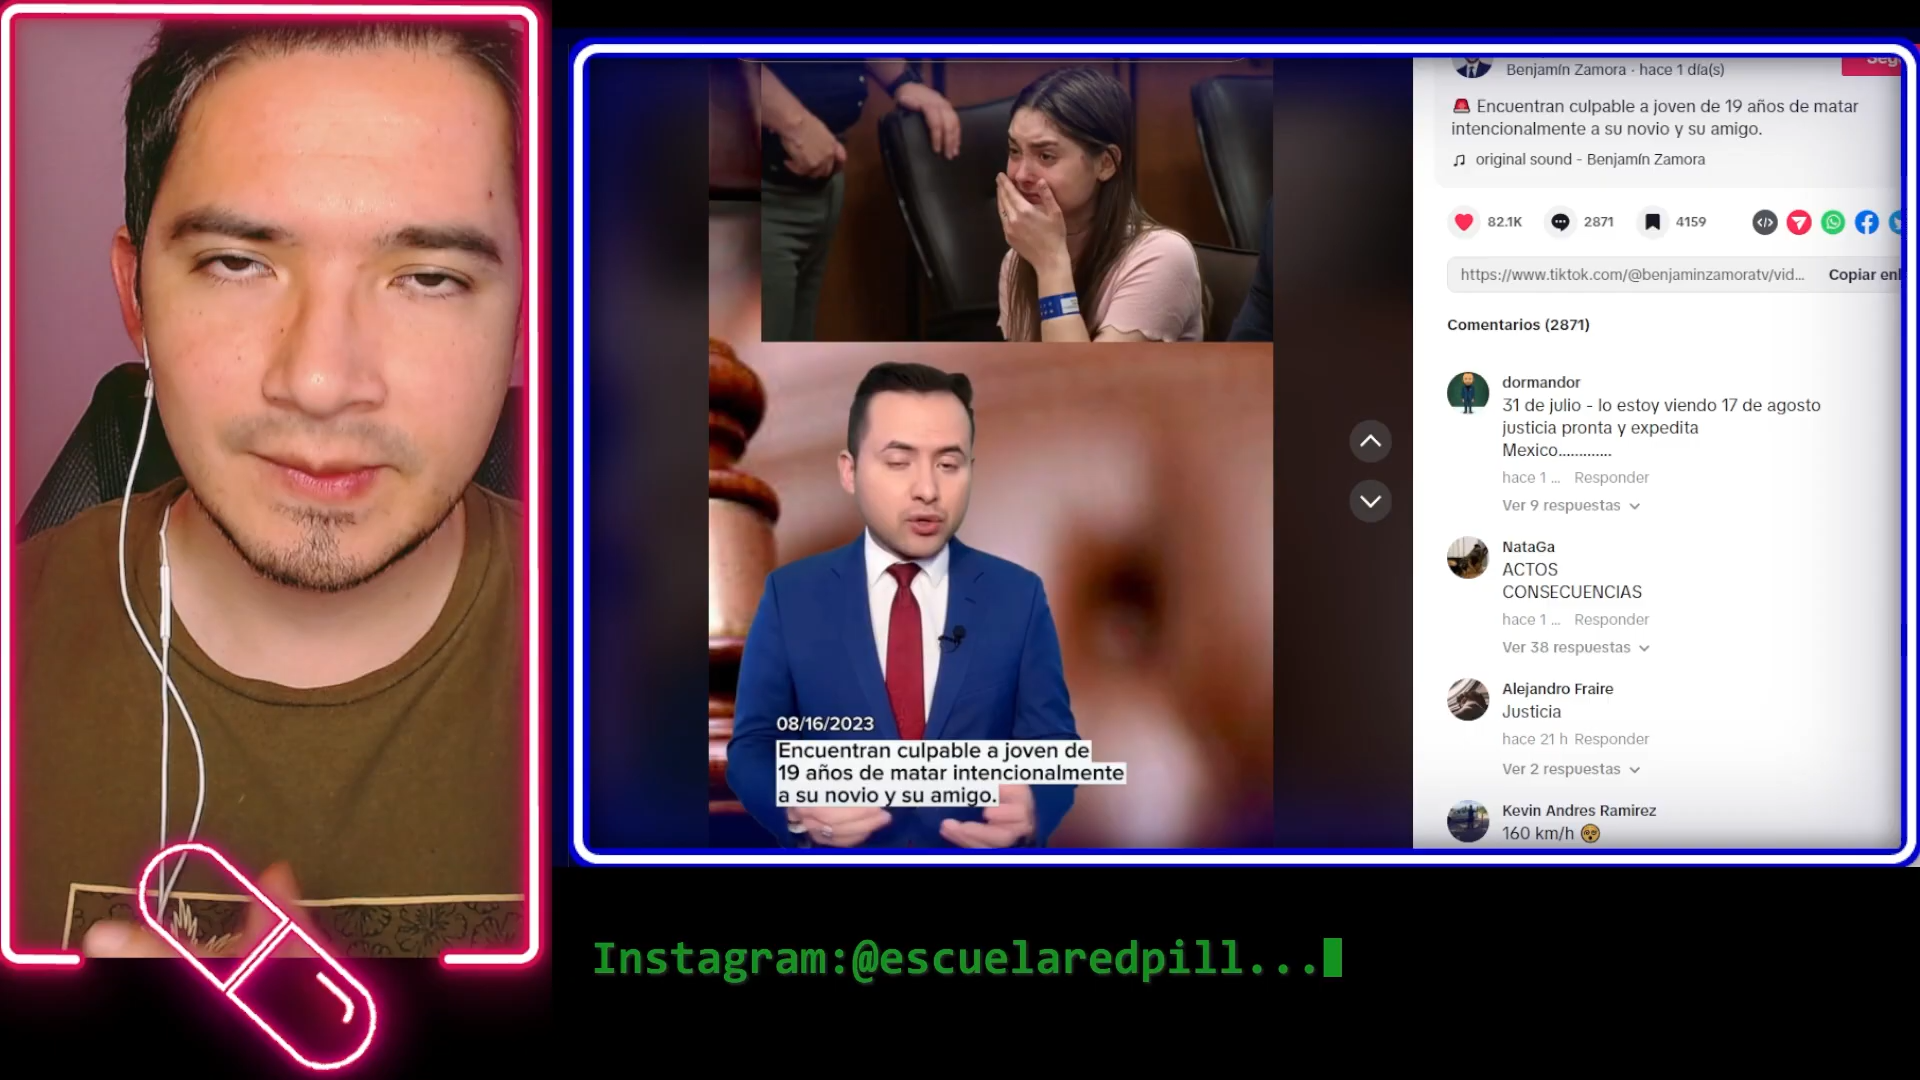 Benjamín Zamora · hace 1 día(s)
🚨 Encuentran culpable a joven de 19 años de matar
intencionalmente a su novio y su amigo.
♫ original sound - Benjamín Zamora
82.1K
2871
4159
https://www.tiktok.com/@benjaminzamoratv/vid...
Copiar enl
Comentarios (2871)
dormandor
31 de julio - lo estoy viendo 17 de agosto
justicia pronta y expedita
Mexico.............
hace 1 ... Responder
Ver 9 respuestas
NataGa
ACTOS
CONSECUENCIAS
hace 1 ... Responder
Ver 38 respuestas
Alejandro Fraire
Justicia
hace 21 h Responder
Ver 2 respuestas
Kevin Andres Ramirez
160 km/h 😵
08/16/2023
Encuentran culpable a joven de
19 años de matar intencionalmente
a su novio y su amigo.
Instagram:@escuelaredpill...